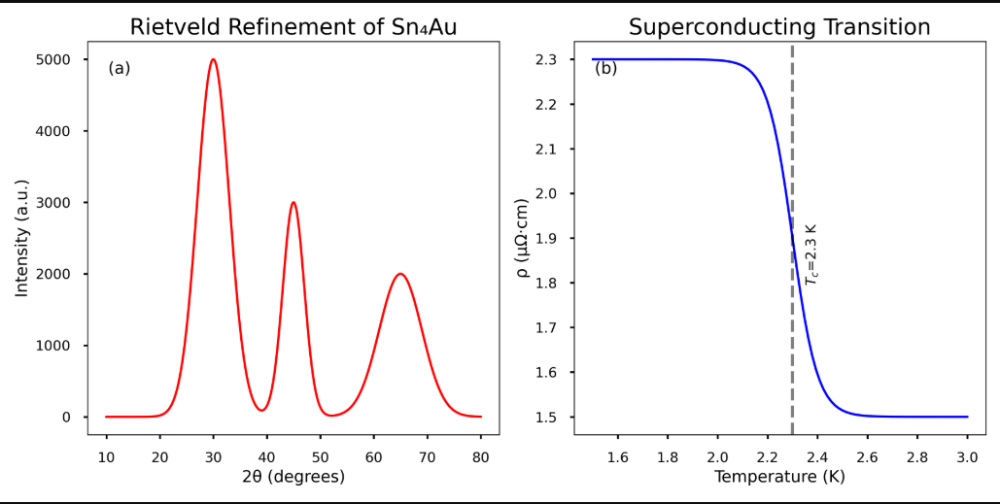 Rietveld Refinement of Sn₄Au
(a)
5000
4000
3000
2000
1000
0
Intensity (a.u.)
10 20 30 40 50 60 70 80
2θ (degrees)
Superconducting Transition
(b)
2.3
2.2
2.1
2.0
1.9
1.8
1.7
1.6
1.5
ρ (μΩ·cm)
T_c=2.3 K
1.6 1.8 2.0 2.2 2.4 2.6 2.8 3.0
Temperature (K)